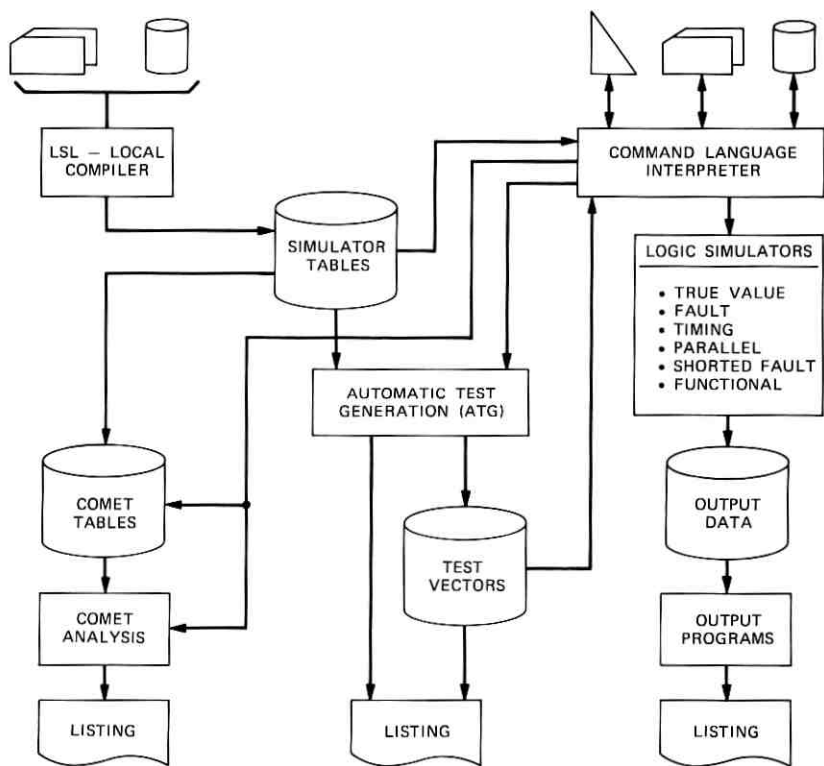 LSL – LOCAL
COMPILER
COMMAND LANGUAGE
INTERPRETER
SIMULATOR
TABLES
LOGIC SIMULATORS
• TRUE VALUE
• FAULT
• TIMING
• PARALLEL
• SHORTED FAULT
• FUNCTIONAL
AUTOMATIC TEST
GENERATION (ATG)
COMET
TABLES
TEST
VECTORS
OUTPUT
DATA
COMET
ANALYSIS
OUTPUT
PROGRAMS
LISTING
LISTING
LISTING